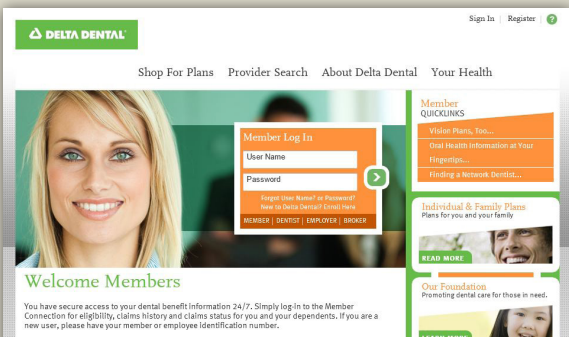 Sign In | Register | ?
DELTA DENTAL®
Shop For Plans Provider Search About Delta Dental Your Health
Member Log In
User Name
Password
Forgot User Name? or Password?
New to Delta Dental? Enroll Here
MEMBER | DENTIST | EMPLOYER | BROKER
Member
QUICKLINKS
Vision Plans, Too...
Oral Health Information at Your
Fingertips...
Finding a Network Dentist...
Individual & Family Plans
Plans for you and your family
READ MORE
Our Foundation
Promoting dental care for those in need.
LEARN MORE
Welcome Members
You have secure access to your dental benefit information 24/7. Simply log-in to the Member
Connection for eligibility, claims history and claims status for you and your dependents. If you are a
new user, please have your member or employee identification number.